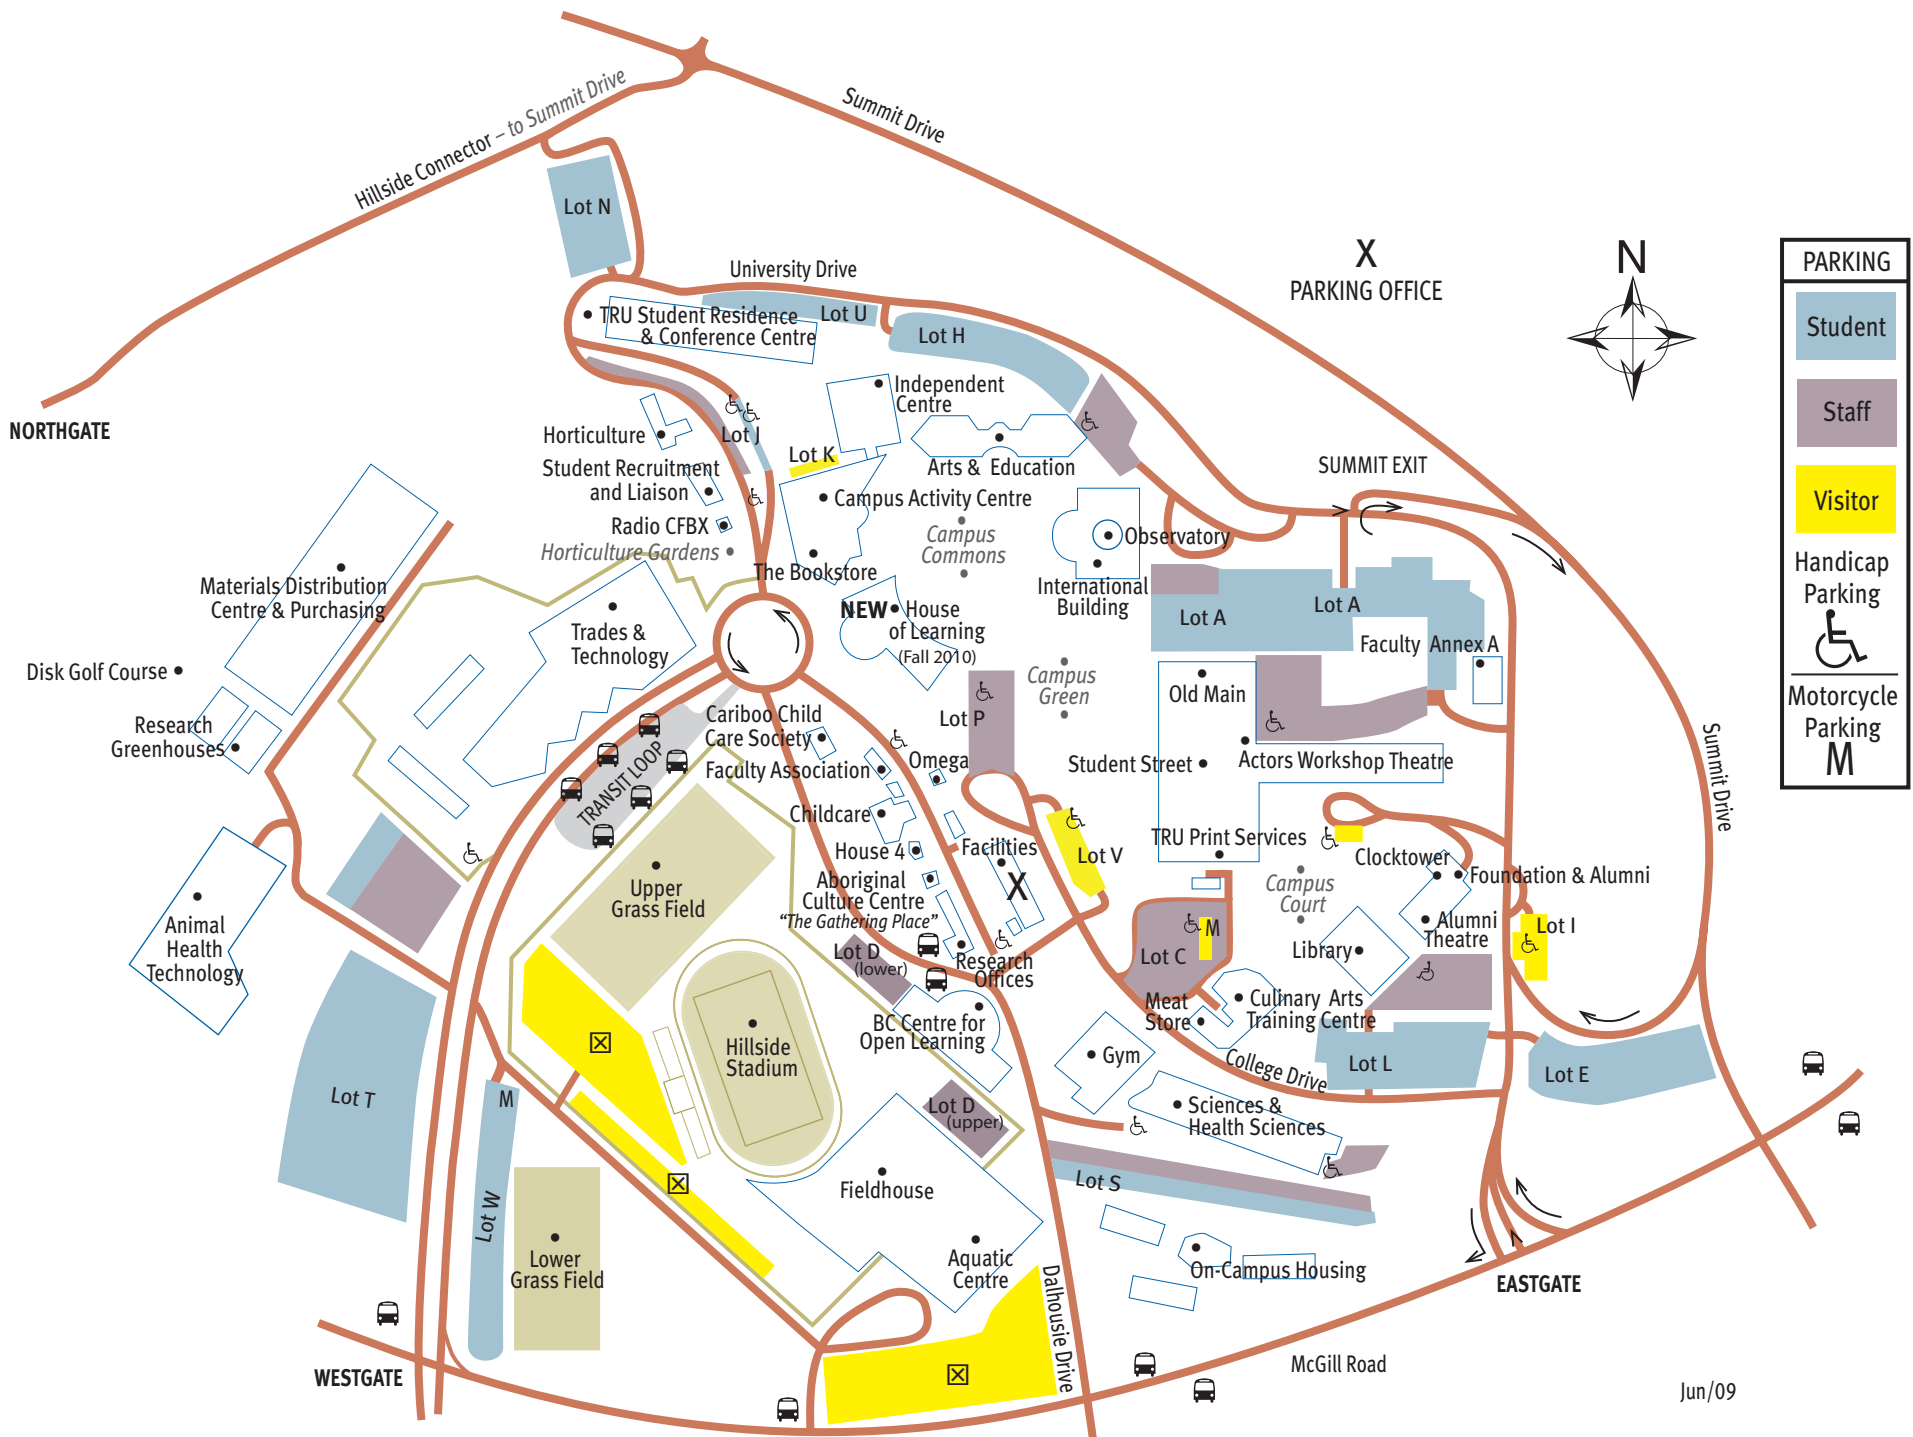 Hillside Connector – to Summit Drive
Summit Drive
Lot N
University Drive
X
PARKING OFFICE
N
PARKING
Student
Staff
Visitor
Handicap
Parking
Motorcycle
Parking
M
TRU Student Residence
& Conference Centre
Lot U
Lot H
NORTHGATE
Independent
Centre
Horticulture
Lot J
Lot K
Arts & Education
SUMMIT EXIT
Student Recruitment
and Liaison
Campus Activity Centre
Radio CFBX
Horticulture Gardens
Campus
Commons
Observatory
The Bookstore
International
Building
Materials Distribution
Centre & Purchasing
NEW
House
of Learning
(Fall 2010)
Lot A
Lot A
Trades &
Technology
Faculty Annex A
Disk Golf Course
Campus
Green
Old Main
Research
Greenhouses
Cariboo Child
Care Society
Lot P
Summit Drive
TRANSIT LOOP
Faculty Association
Omega
Student Street
Actors Workshop Theatre
Childcare
TRU Print Services
House 4
Facilities
X
Lot V
Clocktower
Foundation & Alumni
Upper
Grass Field
Aboriginal
Culture Centre
“The Gathering Place”
Campus
Court
Animal
Health
Technology
Lot D
(lower)
Research
Offices
Lot C
M
Library
Alumni
Theatre
Lot I
Meat
Store
Culinary Arts
Training Centre
BC Centre for
Open Learning
Hillside
Stadium
Gym
College Drive
Lot L
Lot E
Lot T
M
Lot D
(upper)
Sciences &
Health Sciences
Lot S
Fieldhouse
Lot W
Lower
Grass Field
Aquatic
Centre
On-Campus Housing
EASTGATE
Dalhousie Drive
WESTGATE
McGill Road
Jun/09